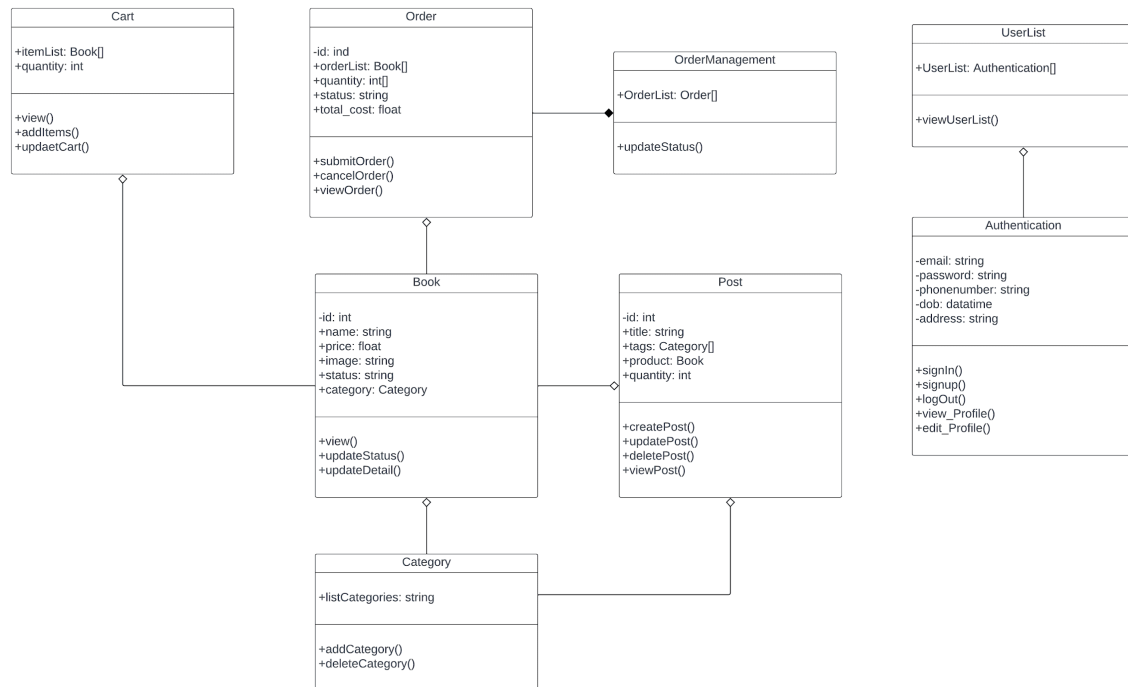 Cart
+itemList: Book[]
+quantity: int
+view()
+addItems()
+updaetCart()
Order
-id: ind
+orderList: Book[]
+quantity: int[]
+status: string
+total_cost: float
+submitOrder()
+cancelOrder()
+viewOrder()
OrderManagement
+OrderList: Order[]
+updateStatus()
UserList
+UserList: Authentication[]
+viewUserList()
Authentication
-email: string
-password: string
-phonenumber: string
-dob: datatime
-address: string
+signIn()
+signup()
+logOut()
+view_Profile()
+edit_Profile()
Book
-id: int
+name: string
+price: float
+image: string
+status: string
+category: Category
+view()
+updateStatus()
+updateDetail()
Post
-id: int
+title: string
+tags: Category[]
+product: Book
+quantity: int
+createPost()
+updatePost()
+deletePost()
+viewPost()
Category
+listCategories: string
+addCategory()
+deleteCategory()